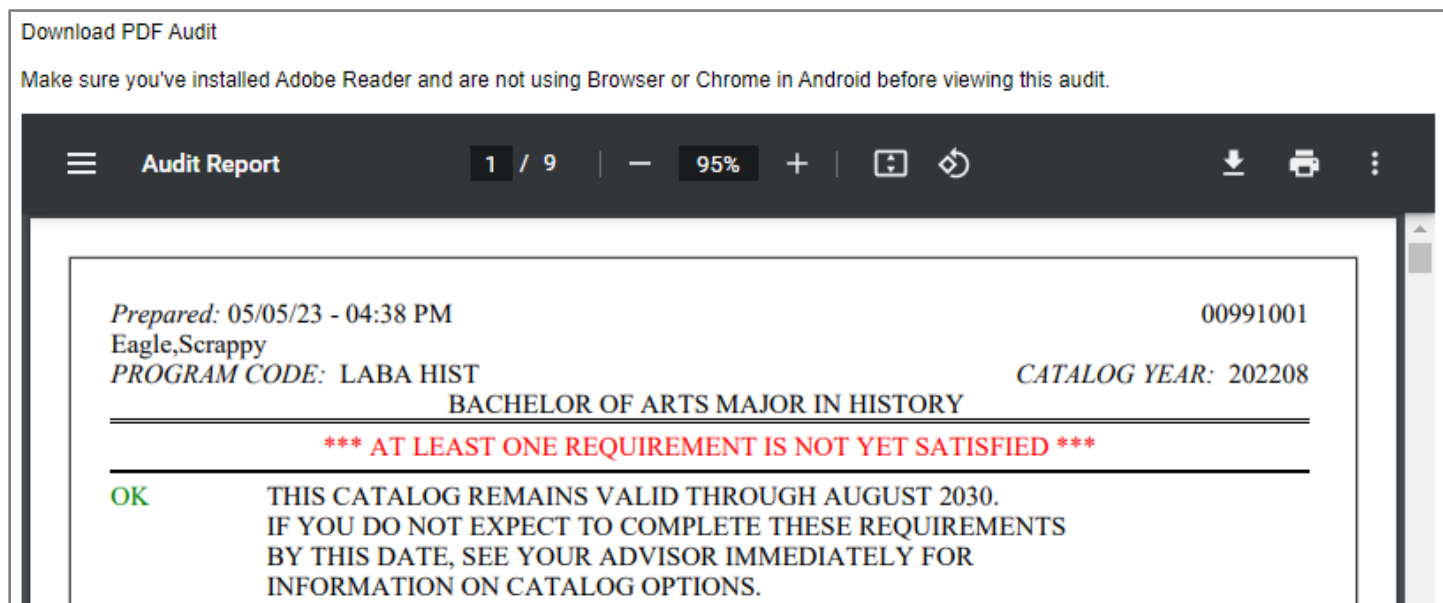 Download PDF Audit
Make sure you've installed Adobe Reader and are not using Browser or Chrome in Android before viewing this audit.
Audit Report 1 / 9 95%
Prepared: 05/05/23 - 04:38 PM 00991001
Eagle,Scrappy
PROGRAM CODE: LABA HIST CATALOG YEAR: 202208
BACHELOR OF ARTS MAJOR IN HISTORY
*** AT LEAST ONE REQUIREMENT IS NOT YET SATISFIED ***
OK THIS CATALOG REMAINS VALID THROUGH AUGUST 2030.
IF YOU DO NOT EXPECT TO COMPLETE THESE REQUIREMENTS
BY THIS DATE, SEE YOUR ADVISOR IMMEDIATELY FOR
INFORMATION ON CATALOG OPTIONS.